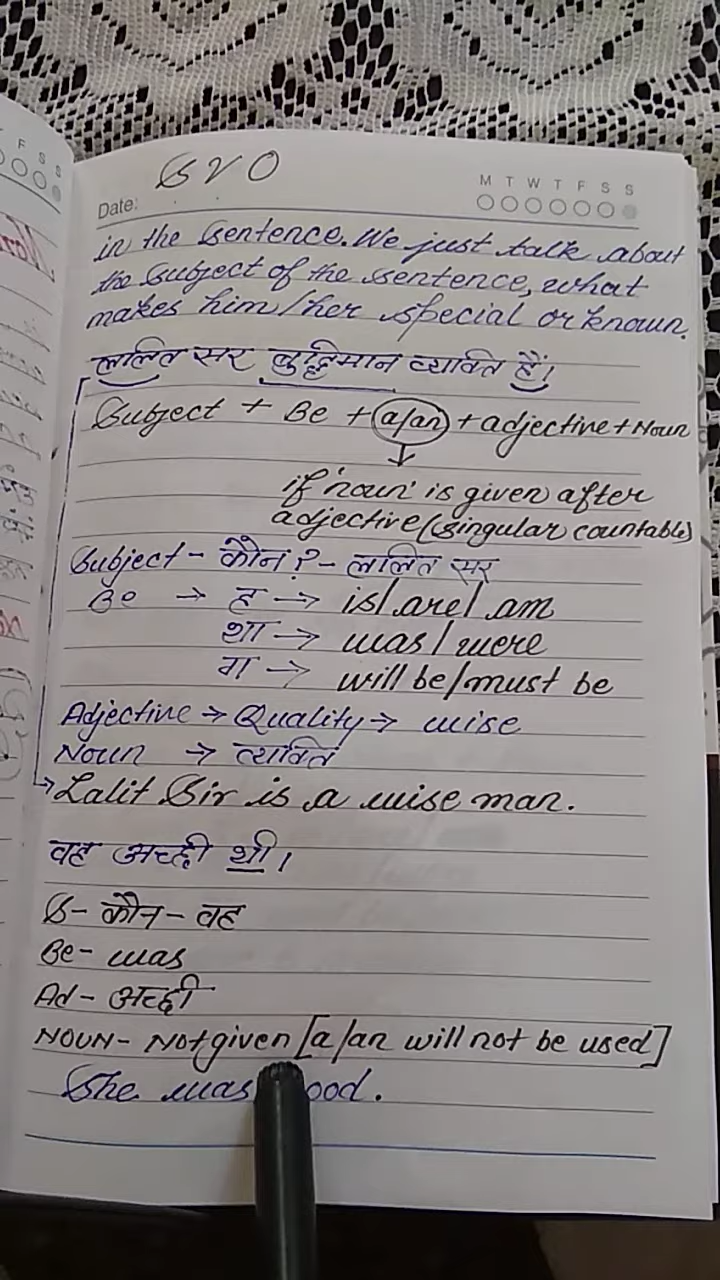 SVO
M T W T F S S
Date:
F S S
in the sentence. We just talk about
the subject of the sentence, what
makes him/her special or known.
ललित सर बुद्धिमान व्यक्ति हैं।
Subject + Be + a/an + adjective + Noun
if 'noun' is given after
adjective (singular countable)
Subject - कौन? - ललित सर
Be → ह → is/are/am
था → was/were
ग → will be/must be
Adjective → Quality → wise
Noun → व्यक्ति
→ Lalit Sir is a wise man.
वह अच्छी थी।
S - कौन - वह
Be - was
Ad - अच्छी
NOUN - Not given [a/an will not be used]
She was ood.